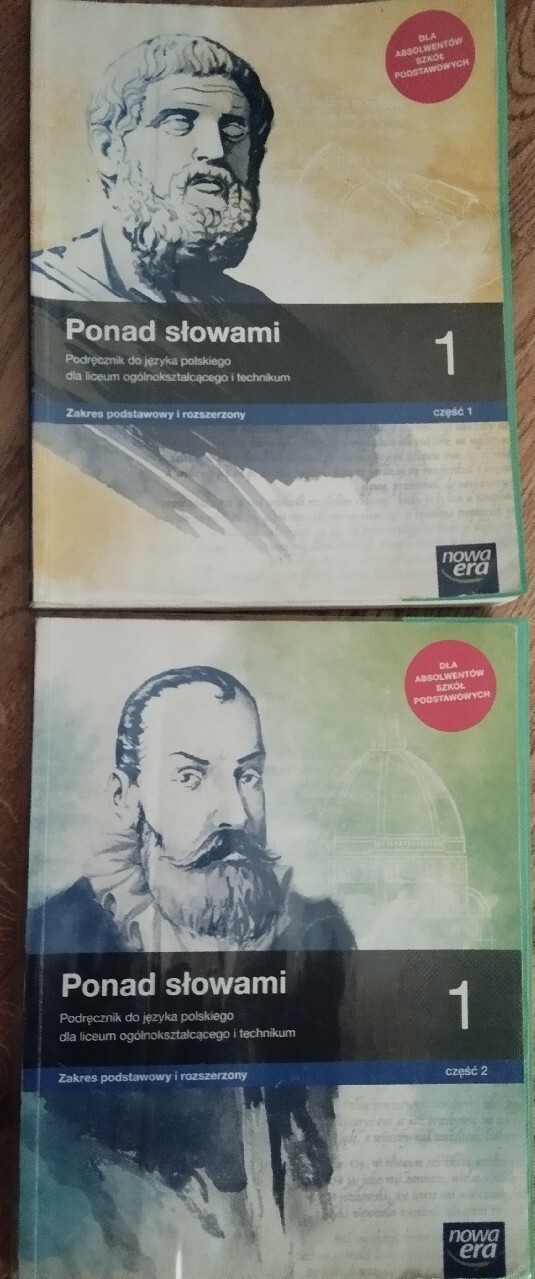 DLA
ABSOLWENTÓW
SZKÓŁ
PODSTAWOWYCH
Ponad słowami
1
Podręcznik do języka polskiego
dla liceum ogólnokształcącego i technikum
Zakres podstawowy i rozszerzony
część 1
nowa
era
DLA
ABSOLWENTÓW
SZKÓŁ
PODSTAWOWYCH
Ponad słowami
1
Podręcznik do języka polskiego
dla liceum ogólnokształcącego i technikum
Zakres podstawowy i rozszerzony
część 2
nowa
era